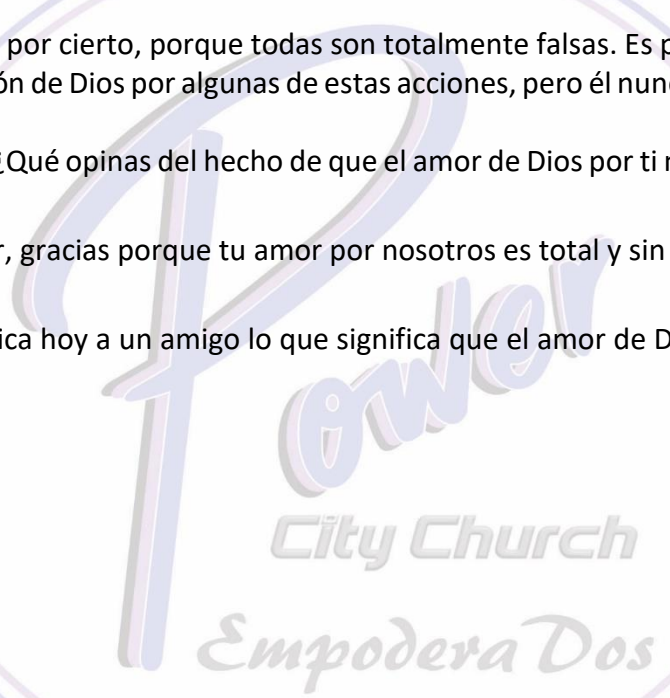 por cierto, porque todas son totalmente falsas. Es p
ón de Dios por algunas de estas acciones, pero él nunc
¿Qué opinas del hecho de que el amor de Dios por ti n
r, gracias porque tu amor por nosotros es total y sin
ica hoy a un amigo lo que significa que el amor de D
Power
City Church
EmpoderaDos